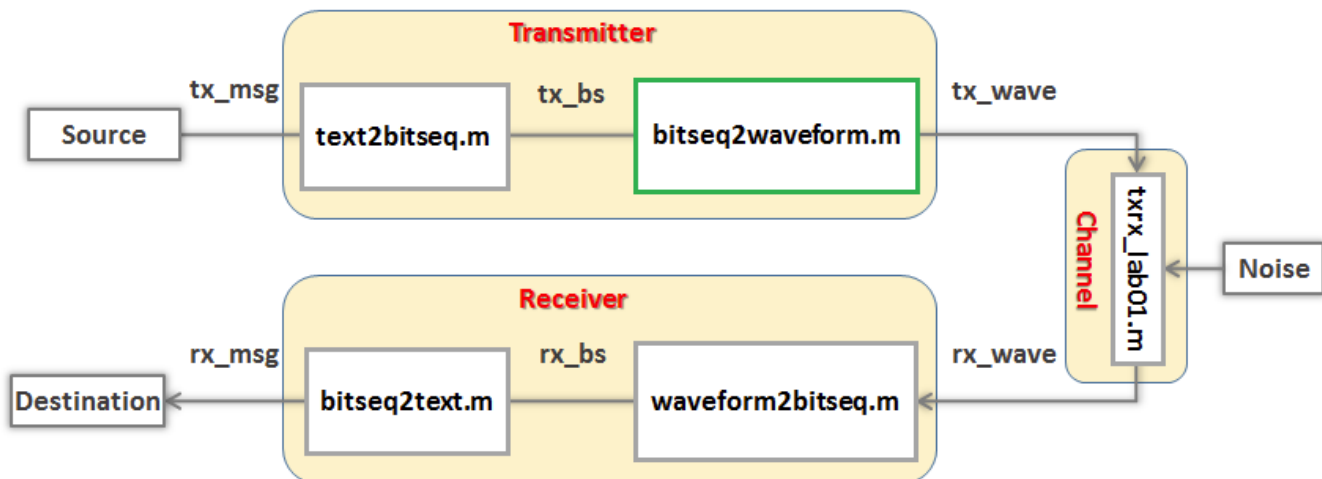 Transmitter
tx_msg
tx_bs
tx_wave
Source
text2bitseq.m
bitseq2waveform.m
Channel
txrx_lab01.m
Noise
Receiver
rx_msg
rx_bs
rx_wave
Destination
bitseq2text.m
waveform2bitseq.m